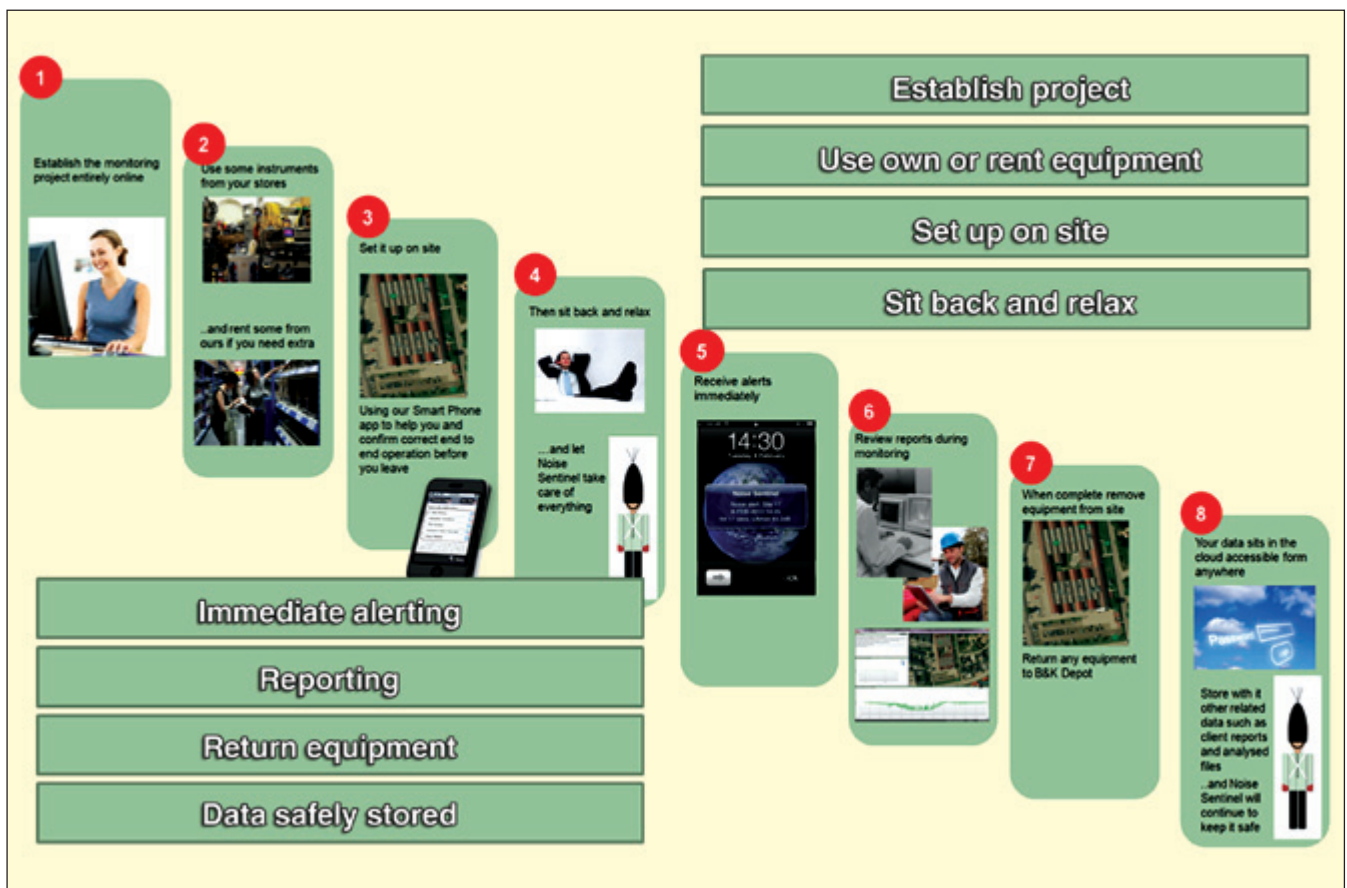 1
Establish the monitoring
project entirely online
2
Use some instruments
from your stores
..and rent some from
ours if you need extra
3
Set it up on site
Using our Smart Phone
app to help you and
confirm correct end to
end operation before
you leave
4
Then sit back and relax
....and let
Noise
Sentinel take
care of
everything
5
Receive alerts
immediately
14:30
Noise Sentinel
6
Review reports during
monitoring
7
When complete remove
equipment from site
Return any equipment
to B&K Depot
8
Your data sits in the
cloud accessible form
anywhere
Store with it
other related
data such as
client reports
and analysed
files
..and Noise
Sentinel will
continue to
keep it safe
Establish project
Use own or rent equipment
Set up on site
Sit back and relax
Immediate alerting
Reporting
Return equipment
Data safely stored